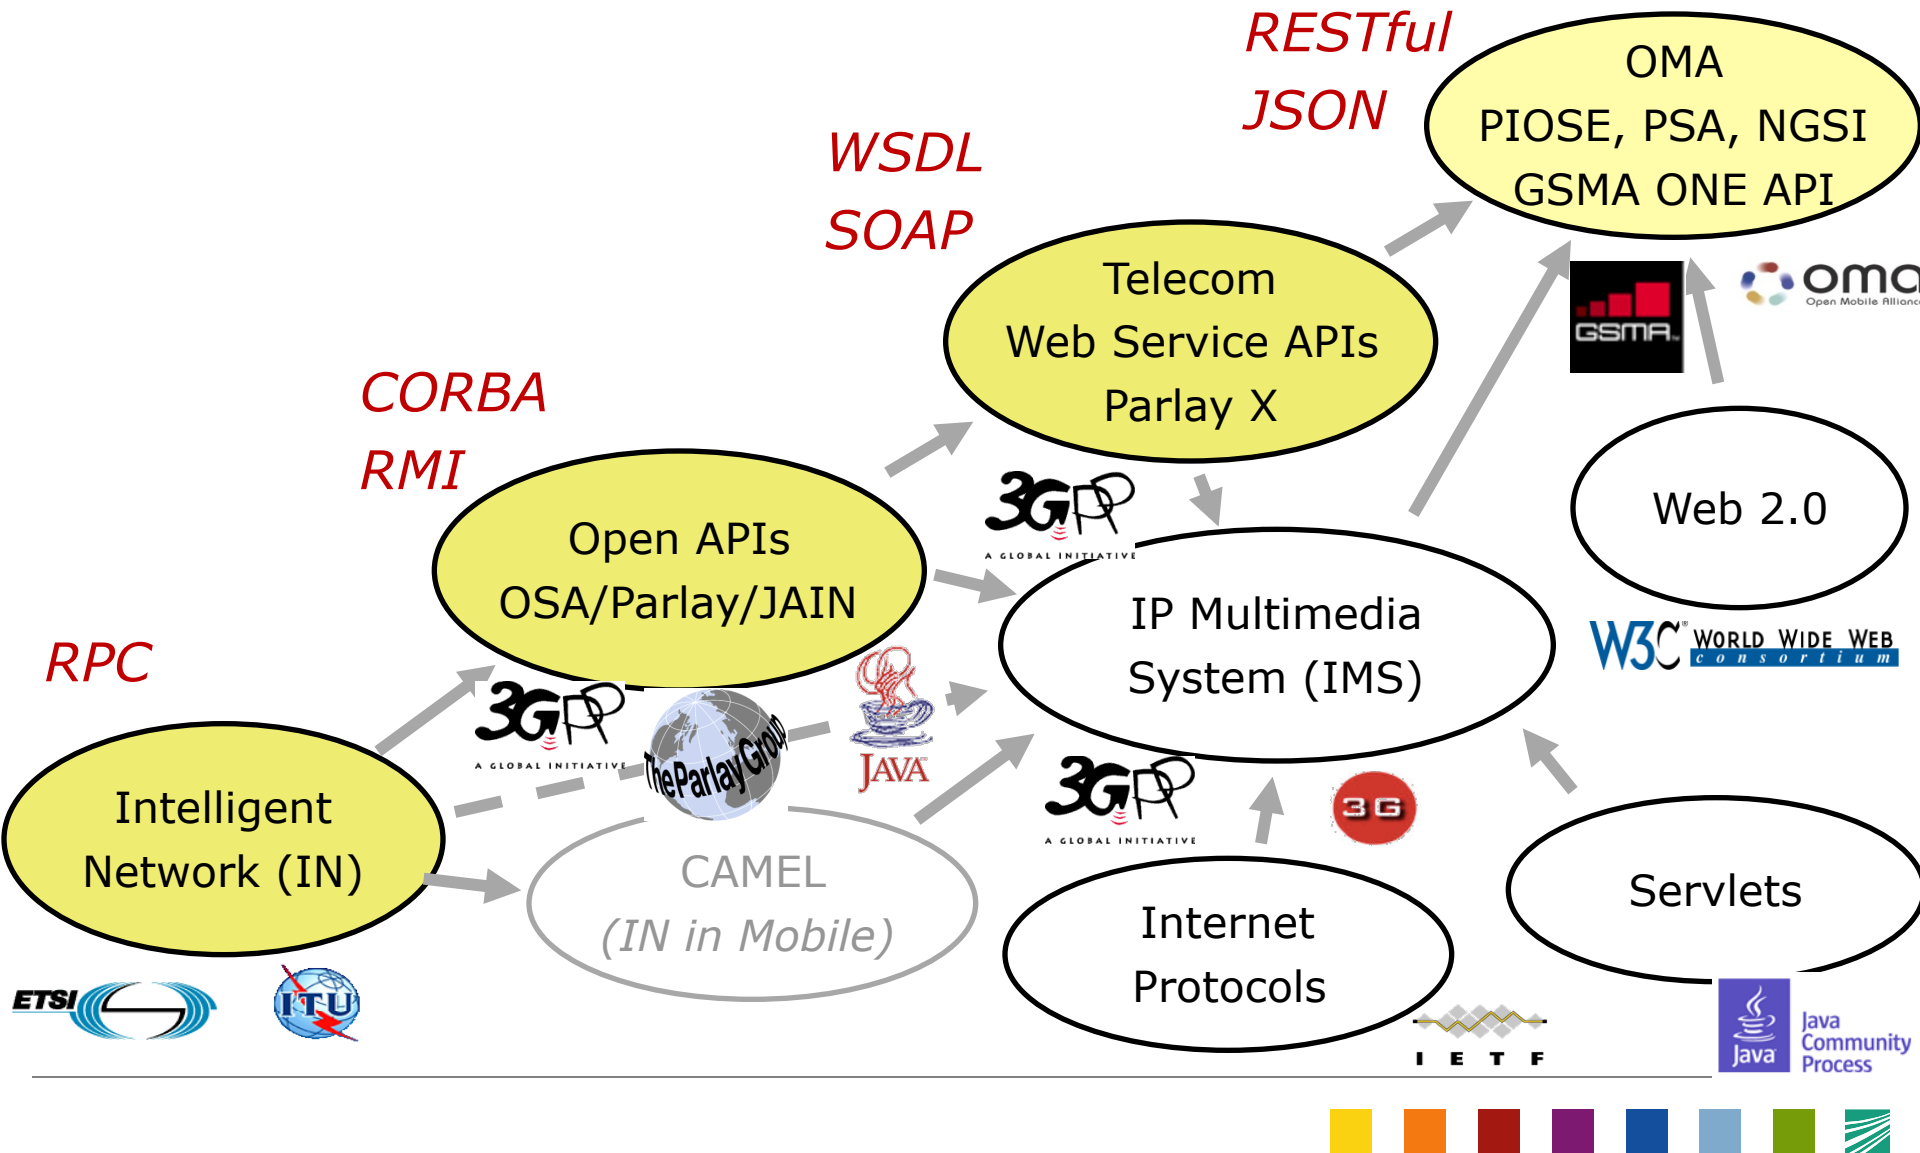 RESTful
JSON
OMA
PIOSE, PSA, NGSI
GSMA ONE API
WSDL
SOAP
Telecom
Web Service APIs
Parlay X
GSMA
oma
Open Mobile Alliance
CORBA
RMI
Open APIs
OSA/Parlay/JAIN
3GPP
A GLOBAL INITIATIVE
Web 2.0
IP Multimedia
System (IMS)
W3C® WORLD WIDE WEB
consortium
RPC
3GPP
A GLOBAL INITIATIVE
TheParlayGroup
JAVA
Intelligent
Network (IN)
3GPP
A GLOBAL INITIATIVE
3G
CAMEL
(IN in Mobile)
Internet
Protocols
Servlets
ETSI
ITU
IETF
Java
Java
Community
Process